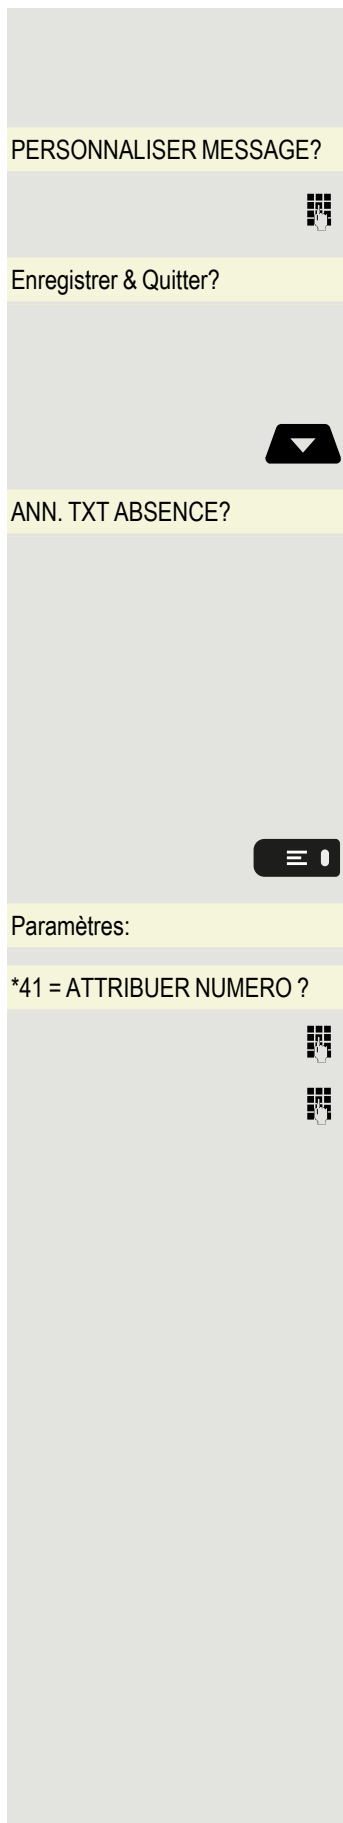 PERSONNALISER MESSAGE?
Enregistrer & Quitter?
ANN. TXT ABSENCE?
Paramètres:
*41 = ATTRIBUER NUMERO ?